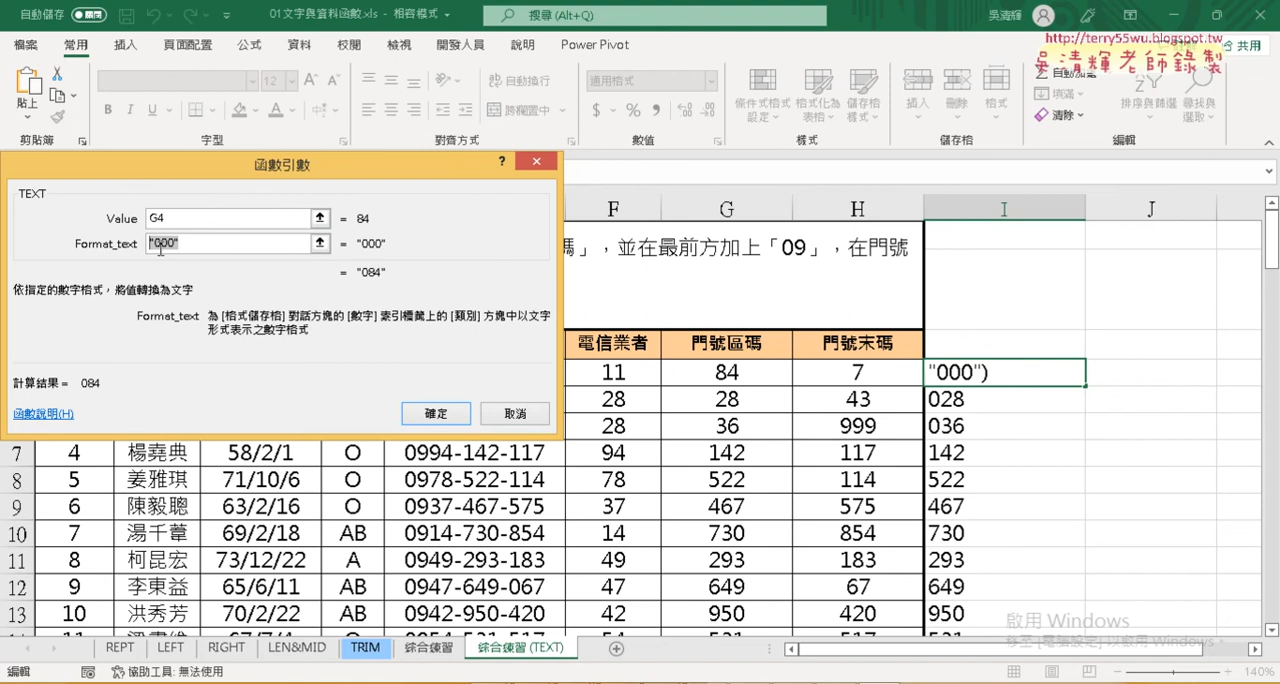 自動儲存 01文字與資料函數.xls - 相容模式 搜尋 (Alt+Q) 吳清輝
檔案 常用 插入 頁面配置 公式 資料 校閱 檢視 開發人員 說明 Power Pivot 共用
http://terry55wu.blogspot.tw
吳清輝老師錄製
貼上 12 自動換行 通用格式 條件式格式設定 格式化為表格 儲存格樣式 插入 刪除 格式 自動加總
B I U 跨欄置中 $ % 填滿 清除 排序與篩選 尋找與選取
剪貼簿 字型 對齊方式 數值 樣式 儲存格 編輯
函數引數 ?
TEXT
Value G4 = 84
Format_text "000" = "000"
= "084"
依指定的數字格式，將值轉換為文字
Format_text 為 [格式儲存格] 對話方塊的 [數字] 索引標籤上的 [類別] 方塊中以文字
形式表示之數字格式
計算結果 = 084
函數說明(H) 確定 取消
F G H I J
碼」，並在最前方加上「09」，在門號
電信業者 門號區碼 門號末碼
11 84 7 "000")
28 28 43 028
28 36 999 036
7 4 楊堯典 58/2/1 O 0994-142-117 94 142 117 142
8 5 姜雅琪 71/10/6 O 0978-522-114 78 522 114 522
9 6 陳毅聰 63/2/16 O 0937-467-575 37 467 575 467
10 7 湯千葦 69/2/18 AB 0914-730-854 14 730 854 730
11 8 柯昆宏 73/12/22 A 0949-293-183 49 293 183 293
12 9 李東益 65/6/11 AB 0947-649-067 47 649 67 649
13 10 洪秀芳 70/2/22 AB 0942-950-420 42 950 420 950
啟用 Windows
移至 [電腦設定] 以啟用 Windows。
REPT LEFT RIGHT LEN&MID TRIM 綜合練習 綜合練習 (TEXT)
編輯 協助工具: 無法使用 140%